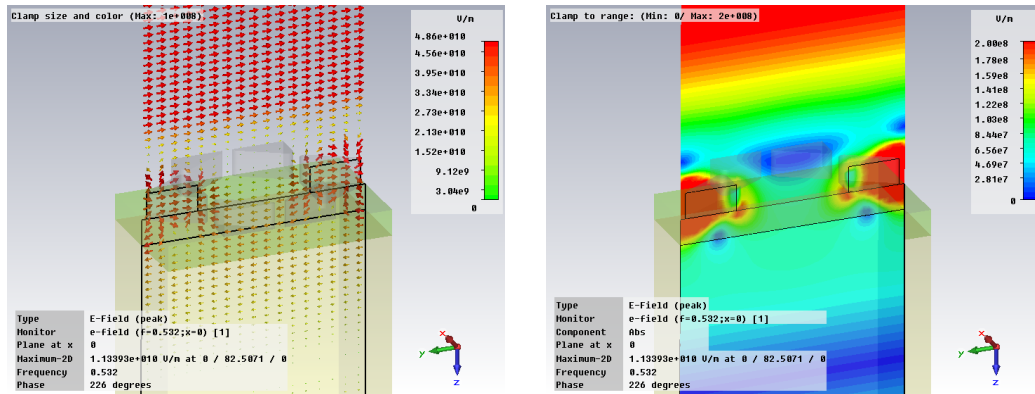 Clamp size and color (Max: 1e+008)
V/m
4.86e+010
4.56e+010
3.95e+010
3.34e+010
2.73e+010
2.13e+010
1.52e+010
9.12e9
3.04e9
0
Type E-Field (peak)
Monitor e-field (f=0.532;x=0) [1]
Plane at x 0
Maximum-2D 1.13393e+010 V/m at 0 / 82.5071 / 0
Frequency 0.532
Phase 226 degrees
x
y
z
Clamp to range: (Min: 0/ Max: 2e+008)
V/m
2.00e8
1.78e8
1.59e8
1.41e8
1.22e8
1.03e8
8.44e7
6.56e7
4.69e7
2.81e7
0
Type E-Field (peak)
Monitor e-field (f=0.532;x=0) [1]
Component Abs
Plane at x 0
Maximum-2D 1.13393e+010 V/m at 0 / 82.5071 / 0
Frequency 0.532
Phase 226 degrees
x
y
z